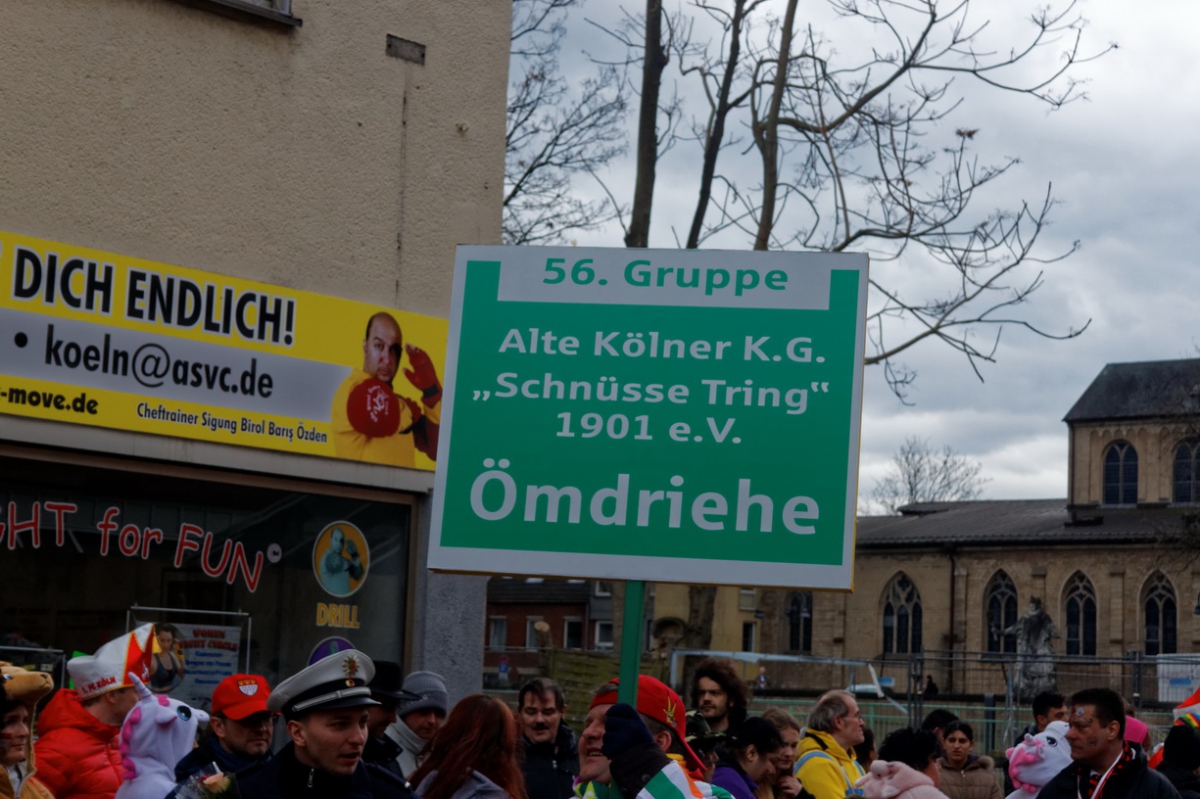 DICH ENDLICH!
• koeln@asvc.de
-move.de
Cheftrainer Sigung Birol Barış Özden
56. Gruppe
Alte Kölner K.G.
„Schnüsse Tring“
1901 e.V.
Ömdriehe
GHT for FUN
DRILL